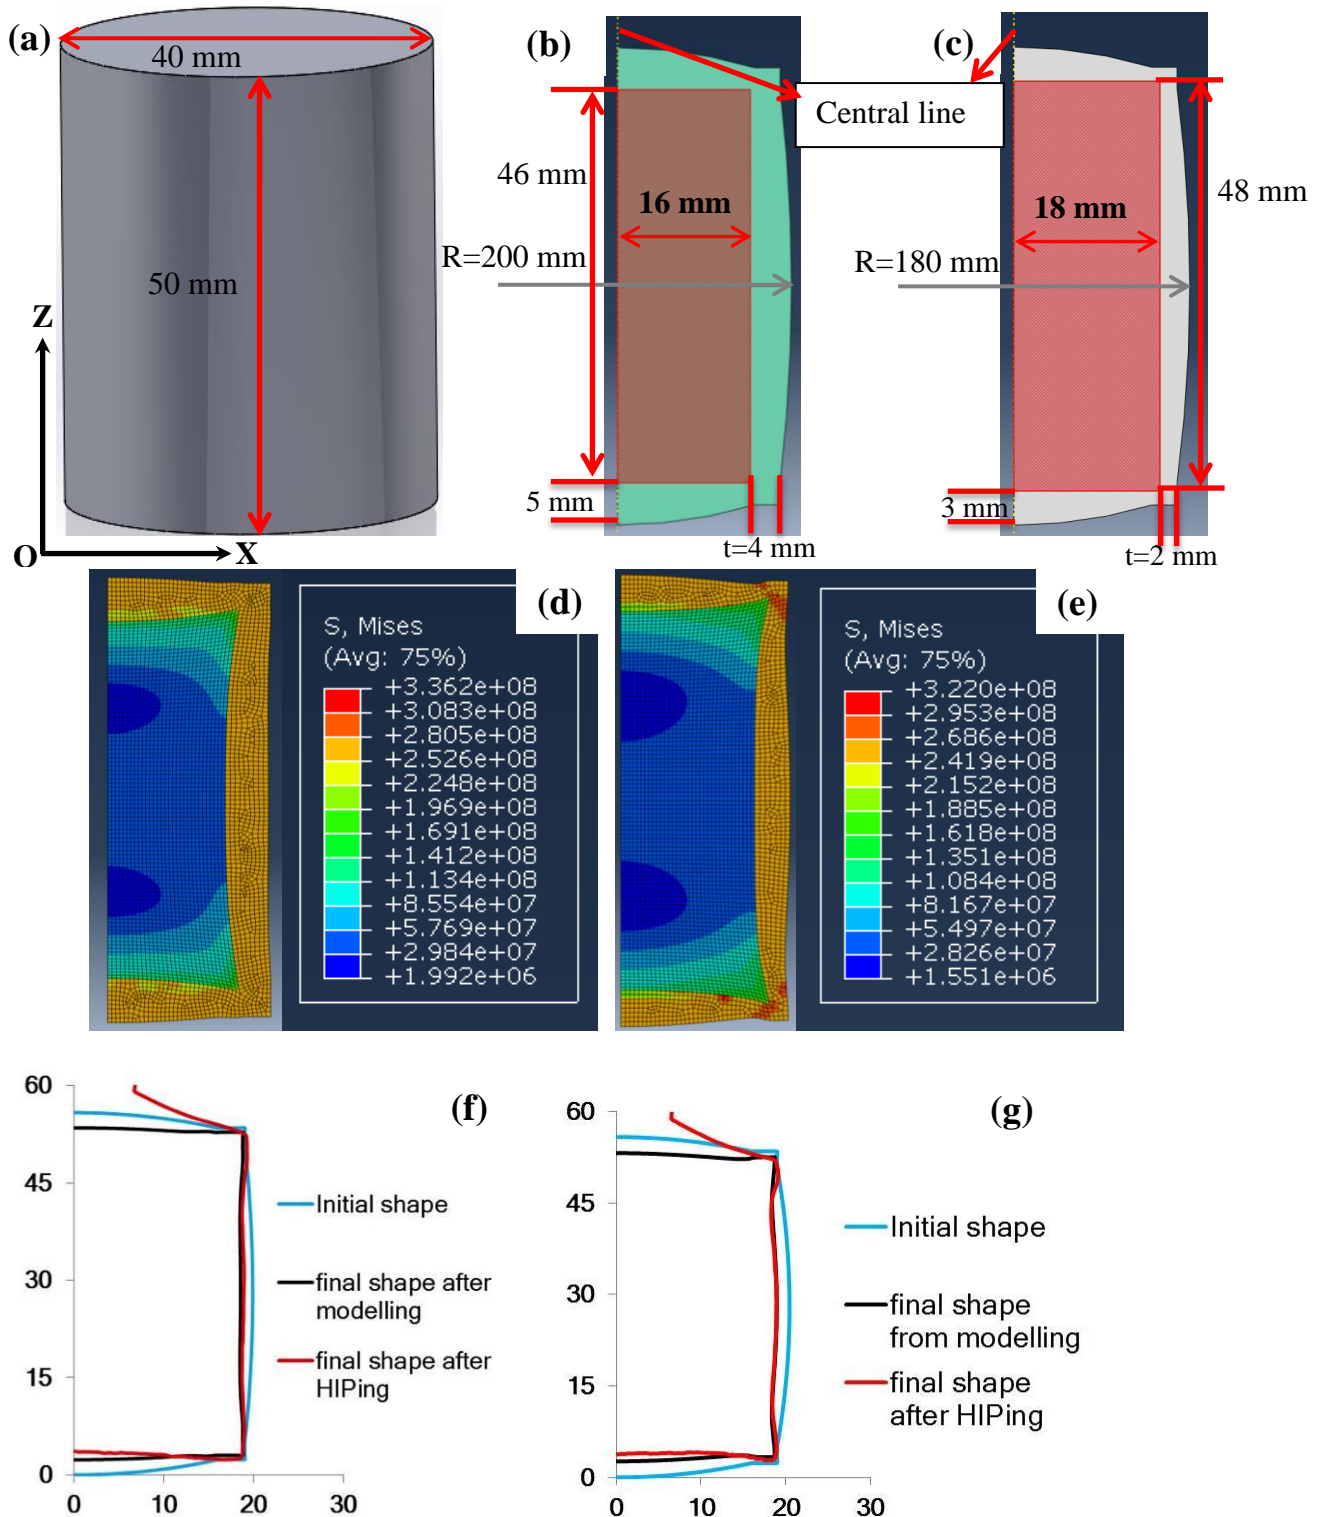 (a)
40 mm
50 mm
Z
O
X
(b)
46 mm
16 mm
R=200 mm
5 mm
t=4 mm
Central line
(c)
48 mm
18 mm
R=180 mm
3 mm
t=2 mm
(d)
S, Mises
(Avg: 75%)
+3.362e+08
+3.083e+08
+2.805e+08
+2.526e+08
+2.248e+08
+1.969e+08
+1.691e+08
+1.412e+08
+1.134e+08
+8.554e+07
+5.769e+07
+2.984e+07
+1.992e+06
(e)
S, Mises
(Avg: 75%)
+3.220e+08
+2.953e+08
+2.686e+08
+2.419e+08
+2.152e+08
+1.885e+08
+1.618e+08
+1.351e+08
+1.084e+08
+8.167e+07
+5.497e+07
+2.826e+07
+1.551e+06
(f)
60
45
30
15
0
0 10 20 30
Initial shape
final shape after
modelling
final shape after
HIPing
(g)
60
45
30
15
0
0 10 20 30
Initial shape
final shape
from modelling
final shape
after HIPing